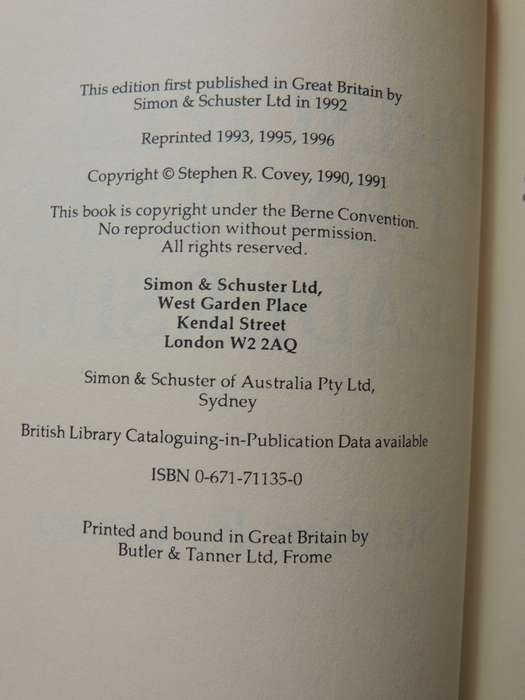 This edition first published in Great Britain by
Simon & Schuster Ltd in 1992
Reprinted 1993, 1995, 1996
Copyright © Stephen R. Covey, 1990, 1991
This book is copyright under the Berne Convention.
No reproduction without permission.
All rights reserved.
Simon & Schuster Ltd,
West Garden Place
Kendal Street
London W2 2AQ
Simon & Schuster of Australia Pty Ltd,
Sydney
British Library Cataloguing-in-Publication Data available
ISBN 0-671-71135-0
Printed and bound in Great Britain by
Butler & Tanner Ltd, Frome